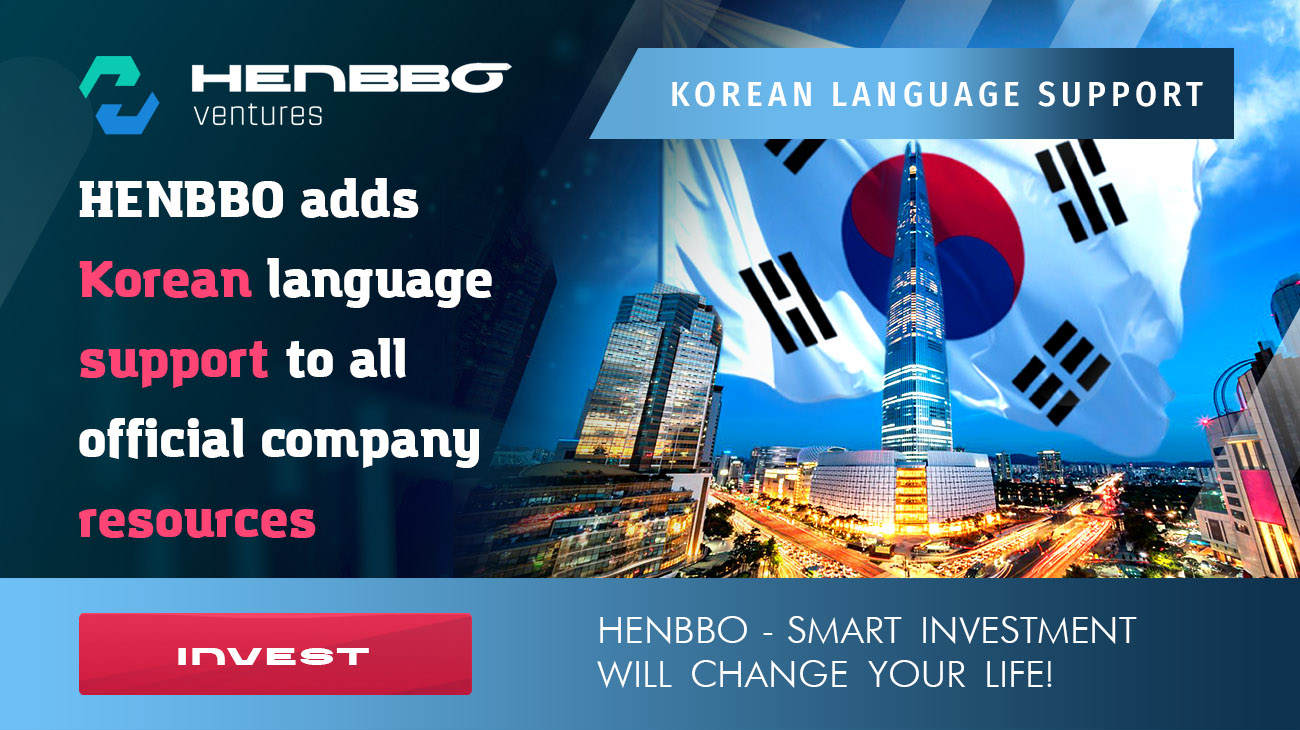 HENBBO
ventures
KOREAN LANGUAGE SUPPORT
HENBBO adds
Korean language
support to all
official company
resources
INVEST
HENBBO - SMART INVESTMENT
WILL CHANGE YOUR LIFE!